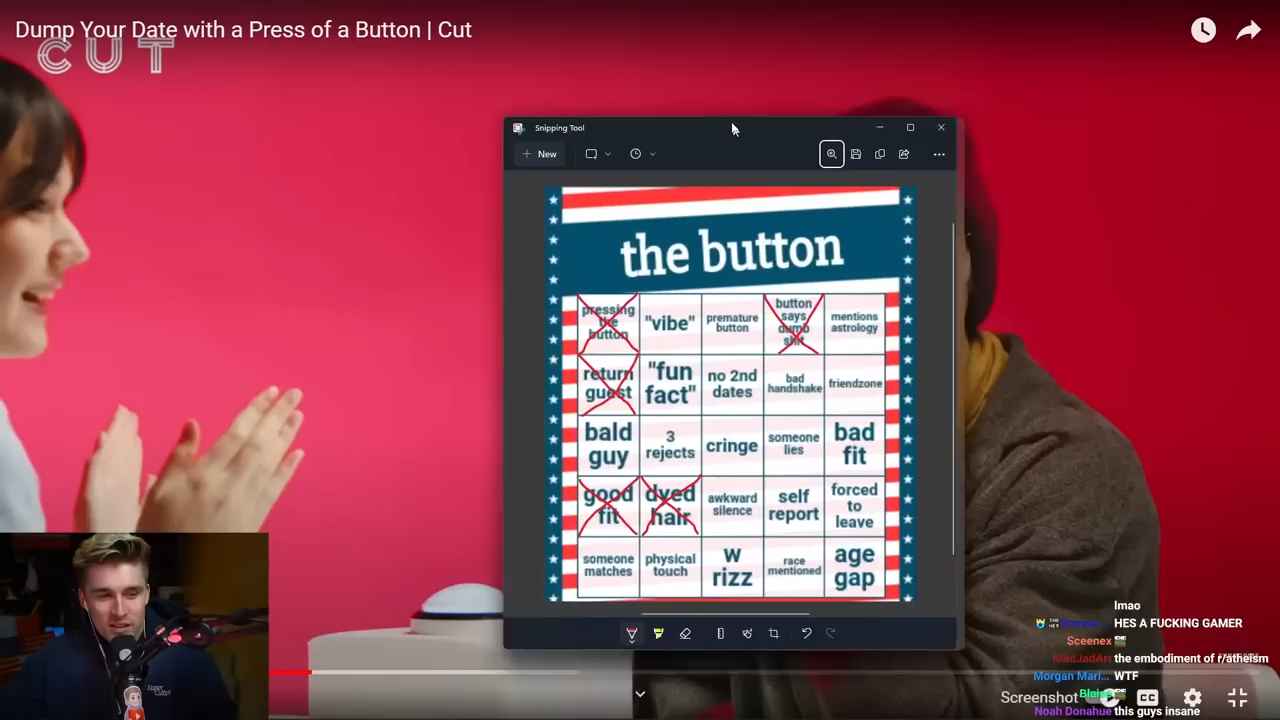 Dump Your Date with a Press of a Button | Cut
CUT
Snipping Tool
New
the button
pressing
the
button
"vibe"
premature
button
button
says
dumb
shit
mentions
astrology
return
guest
"fun
fact"
no 2nd
dates
bad
handshake
friendzone
bald
guy
3
rejects
cringe
someone
lies
bad
fit
good
fit
dyed
hair
awkward
silence
self
report
forced
to
leave
someone
matches
physical
touch
w
rizz
race
mentioned
age
gap
lmao
HES A FUCKING GAMER
Sceenex
the embodiment of r/atheism
Morgan Marl... WTF
Blaise
Noah Donahue this guys insane
Screenshot
CC
Super